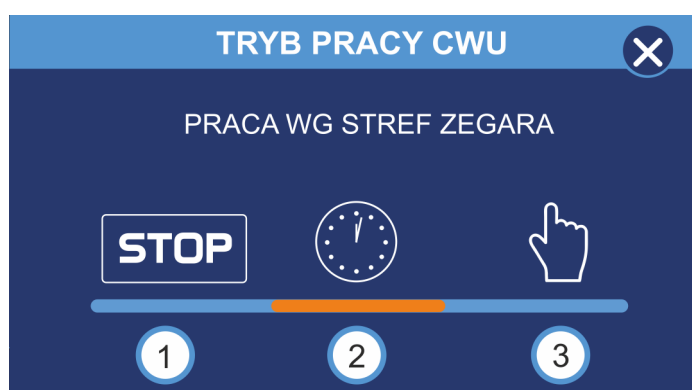 TRYB PRACY CWU
PRACA WG STREF ZEGARA
STOP
1 2 3